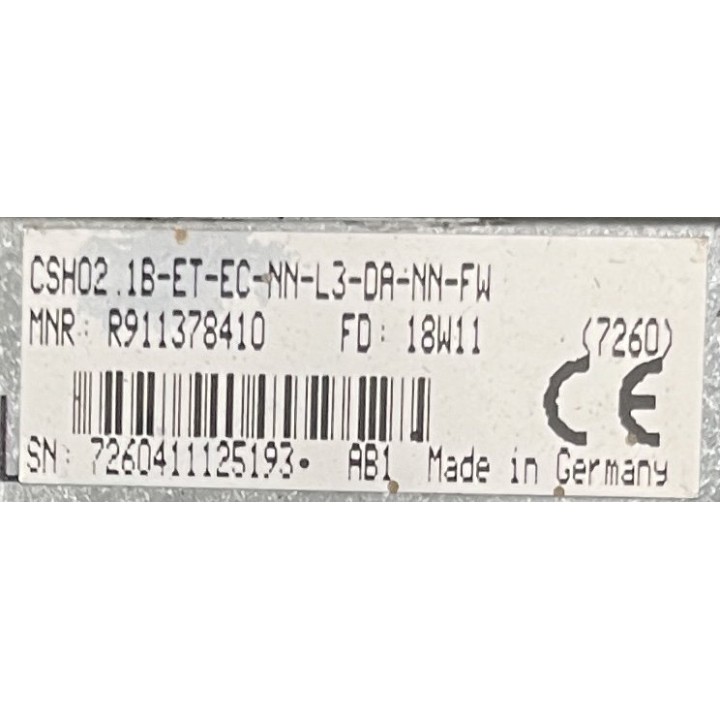 CSH02.1B-ET-EC-NN-L3-DA-NN-FW
MNR: R911378410 FD: 18W11 (7260)
CE
SN: 7260411125193• AB1 Made in Germany